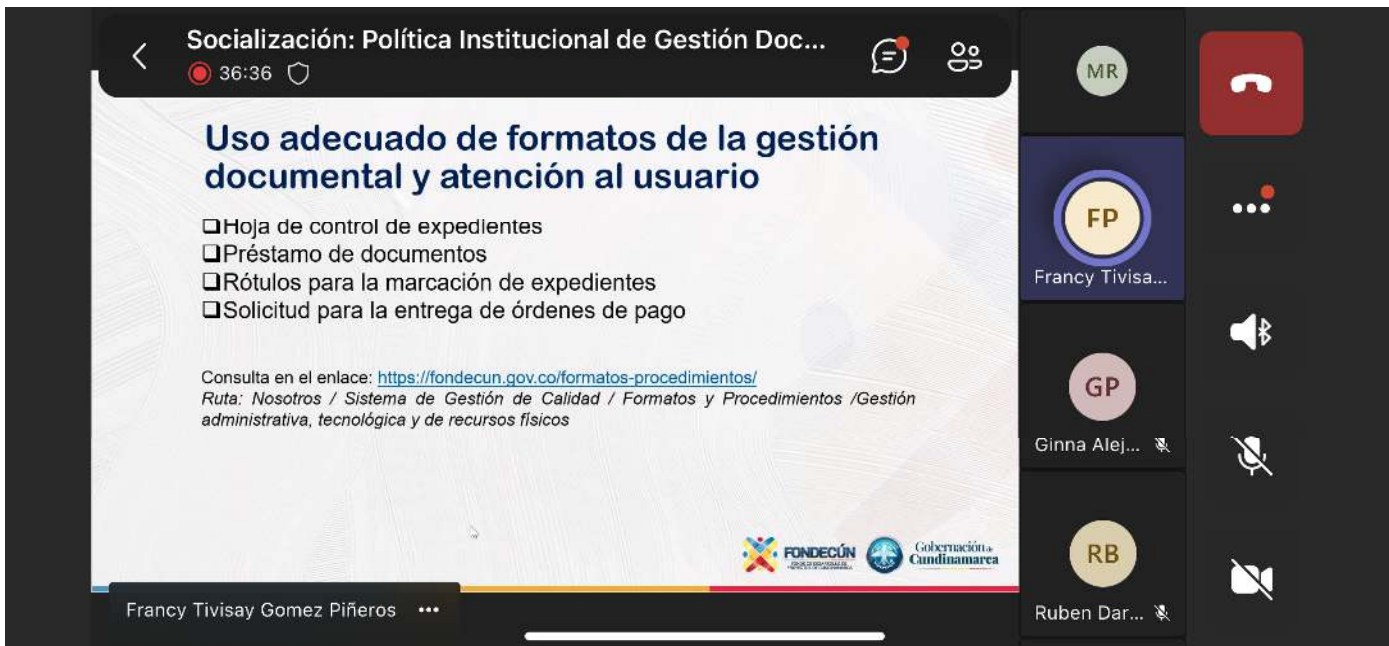 Socialización: Política Institucional de Gestión Doc...
36:36
Uso adecuado de formatos de la gestión
documental y atención al usuario
❑Hoja de control de expedientes
❑Préstamo de documentos
❑Rótulos para la marcación de expedientes
❑Solicitud para la entrega de órdenes de pago
Consulta en el enlace: https://fondecun.gov.co/formatos-procedimientos/
Ruta: Nosotros / Sistema de Gestión de Calidad / Formatos y Procedimientos /Gestión
administrativa, tecnológica y de recursos físicos
FONDECÚN
Gobernación de
Cundinamarca
Francy Tivisay Gomez Piñeros
MR
FP
Francy Tivisa...
GP
Ginna Alej...
RB
Ruben Dar...